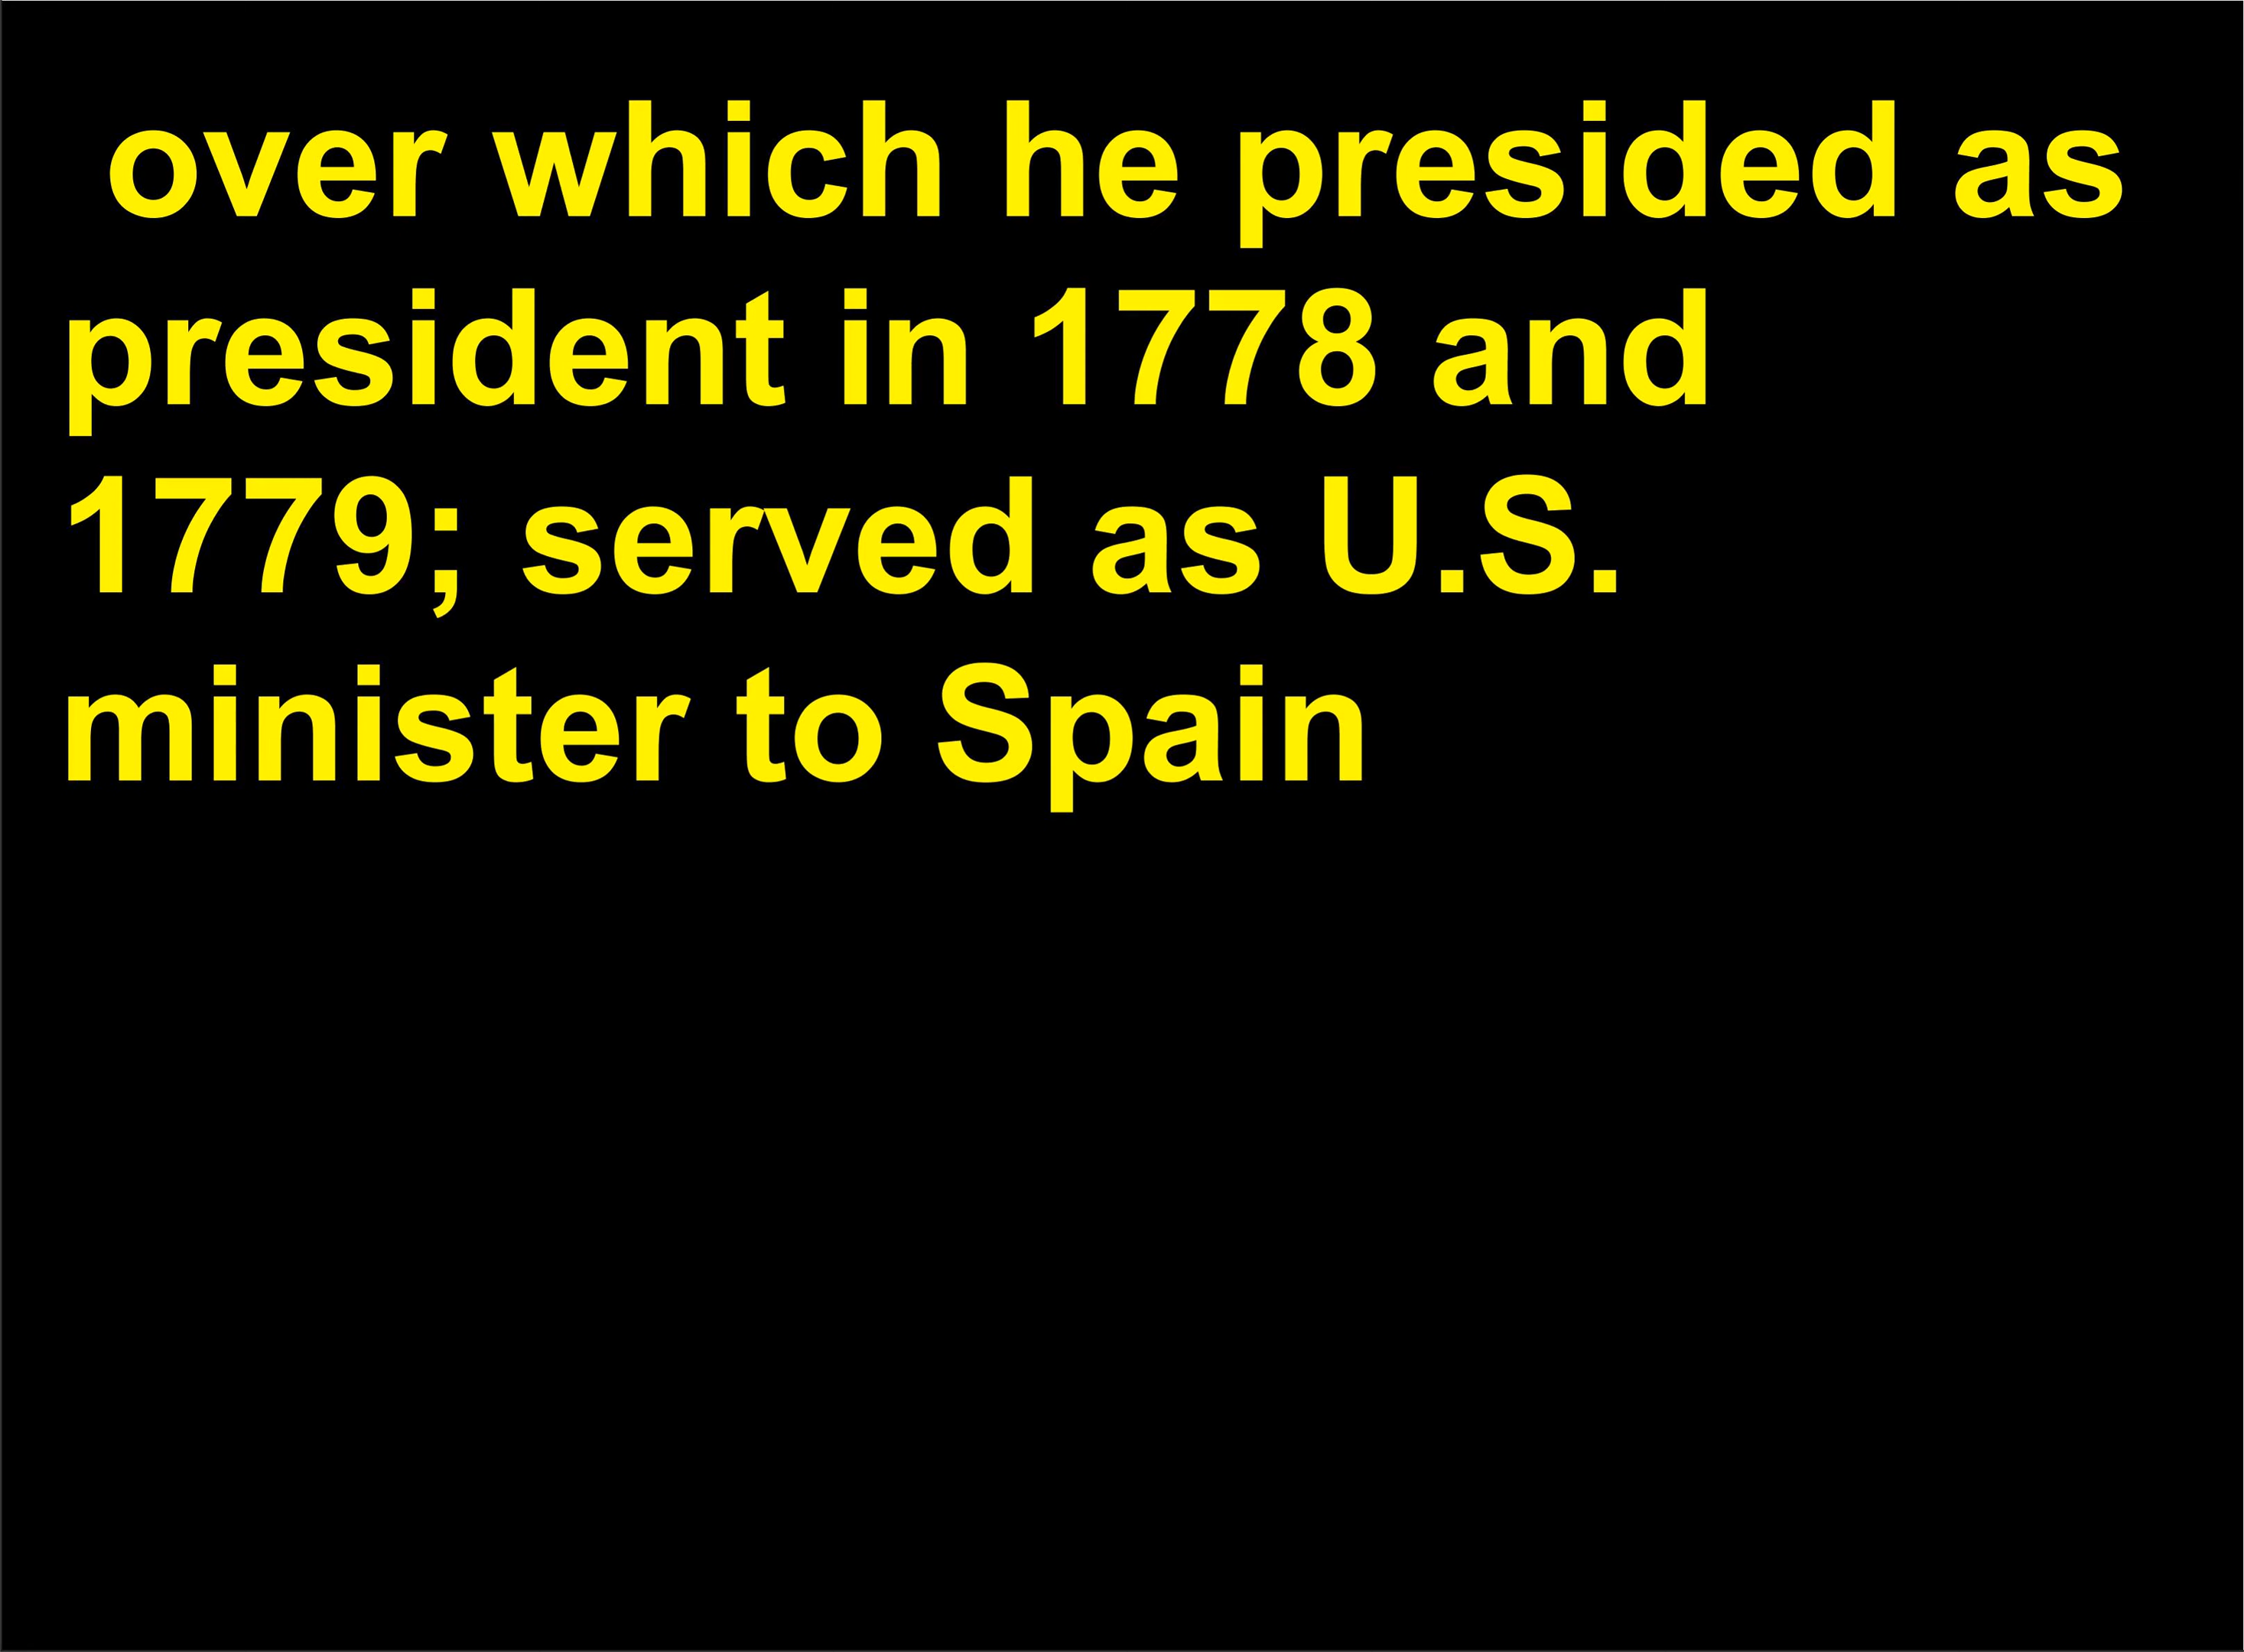 over which he presided as
president in 1778 and
1779; served as U.S.
minister to Spain